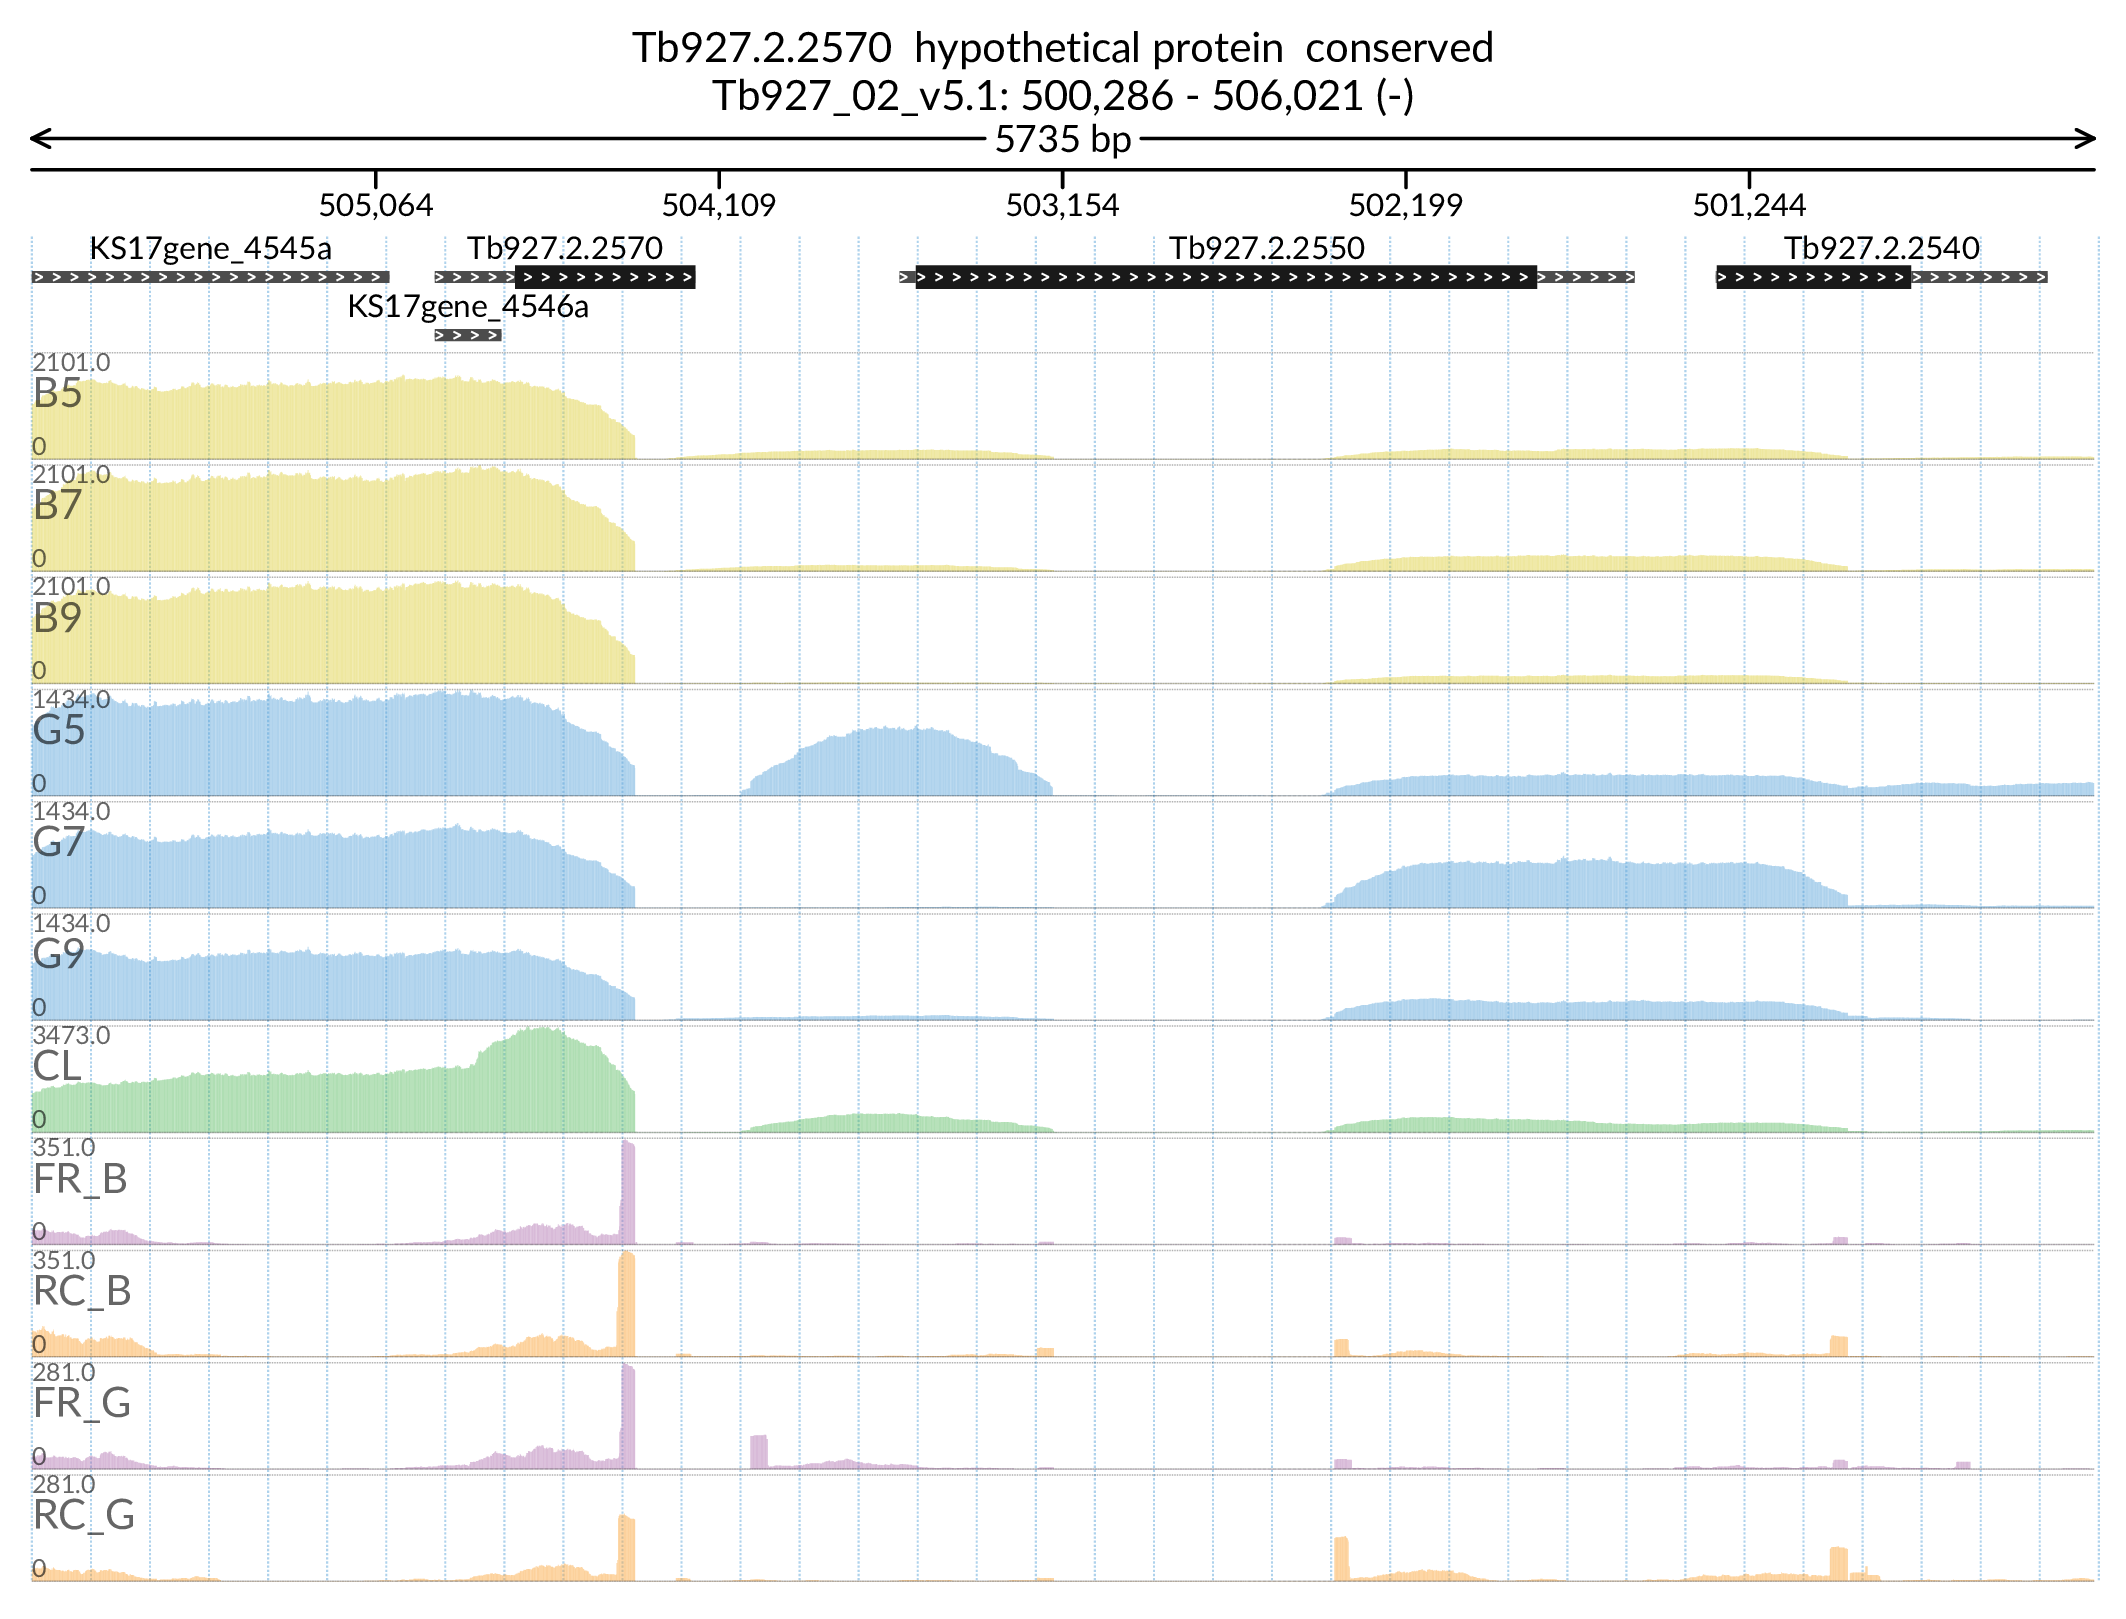 Tb927.2.2570  hypothetical protein  conserved
Tb927_02_v5.1: 500,286 - 506,021 (-)
5735 bp
505,064 504,109 503,154 502,199 501,244
KS17gene_4545a Tb927.2.2570 Tb927.2.2550 Tb927.2.2540
KS17gene_4546a
2101.0
B5
0
2101.0
B7
0
2101.0
B9
0
1434.0
G5
0
1434.0
G7
0
1434.0
G9
0
3473.0
CL
0
351.0
FR_B
0
351.0
RC_B
0
281.0
FR_G
0
281.0
RC_G
0